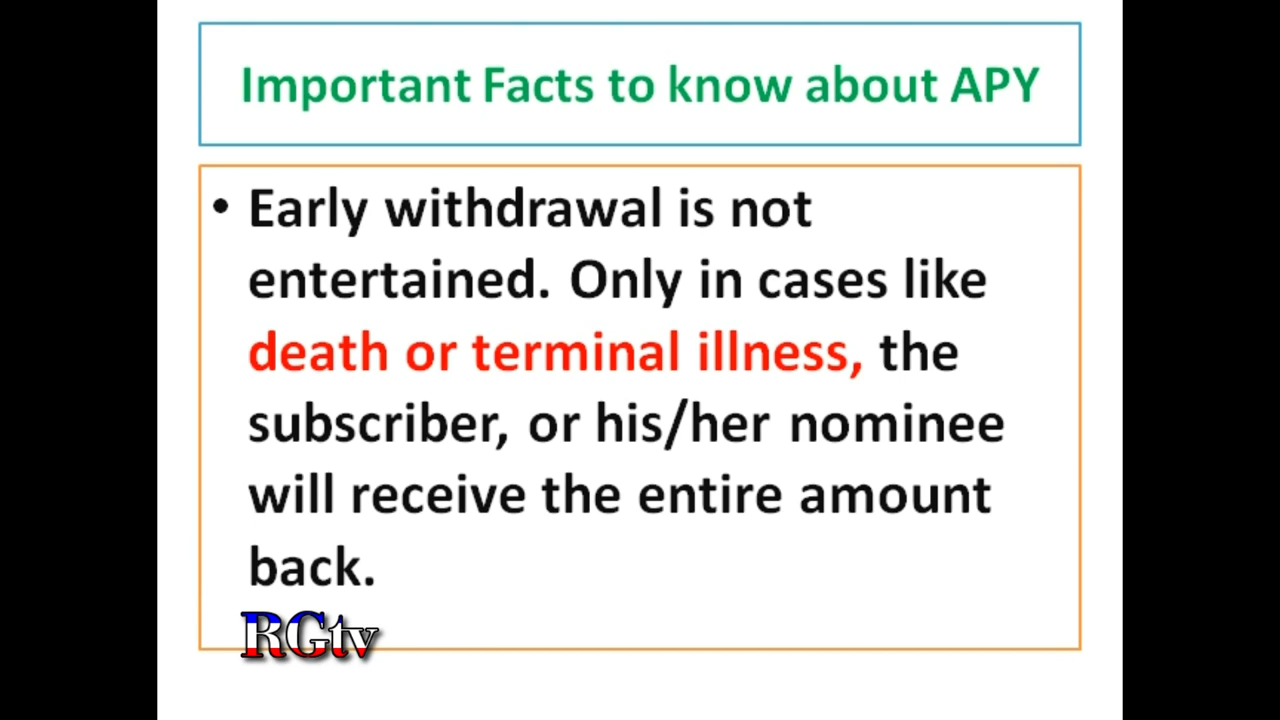 Important Facts to know about APY
• Early withdrawal is not
entertained. Only in cases like
death or terminal illness, the
subscriber, or his/her nominee
will receive the entire amount
back.
RGtv